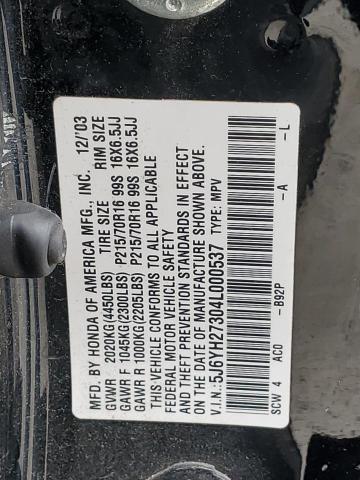 MFD. BY HONDA OF AMERICA MFG., INC. 12/'03
TIRE SIZE RIM SIZE
GVWR 2020KG(4450LBS)
GAWR F 1045KG(2300LBS) P215/70R16 99S 16X6.5JJ
GAWR R 1000KG(2205LBS) P215/70R16 99S 16X6.5JJ
THIS VEHICLE CONFORMS TO ALL APPLICABLE
FEDERAL MOTOR VEHICLE SAFETY
AND THEFT PREVENTION STANDARDS IN EFFECT
ON THE DATE OF MANUFACTURE SHOWN ABOVE.
V.I.N:5J6YH27304L000537 TYPE: MPV
SCW 4 AC0 -B92P -A -L